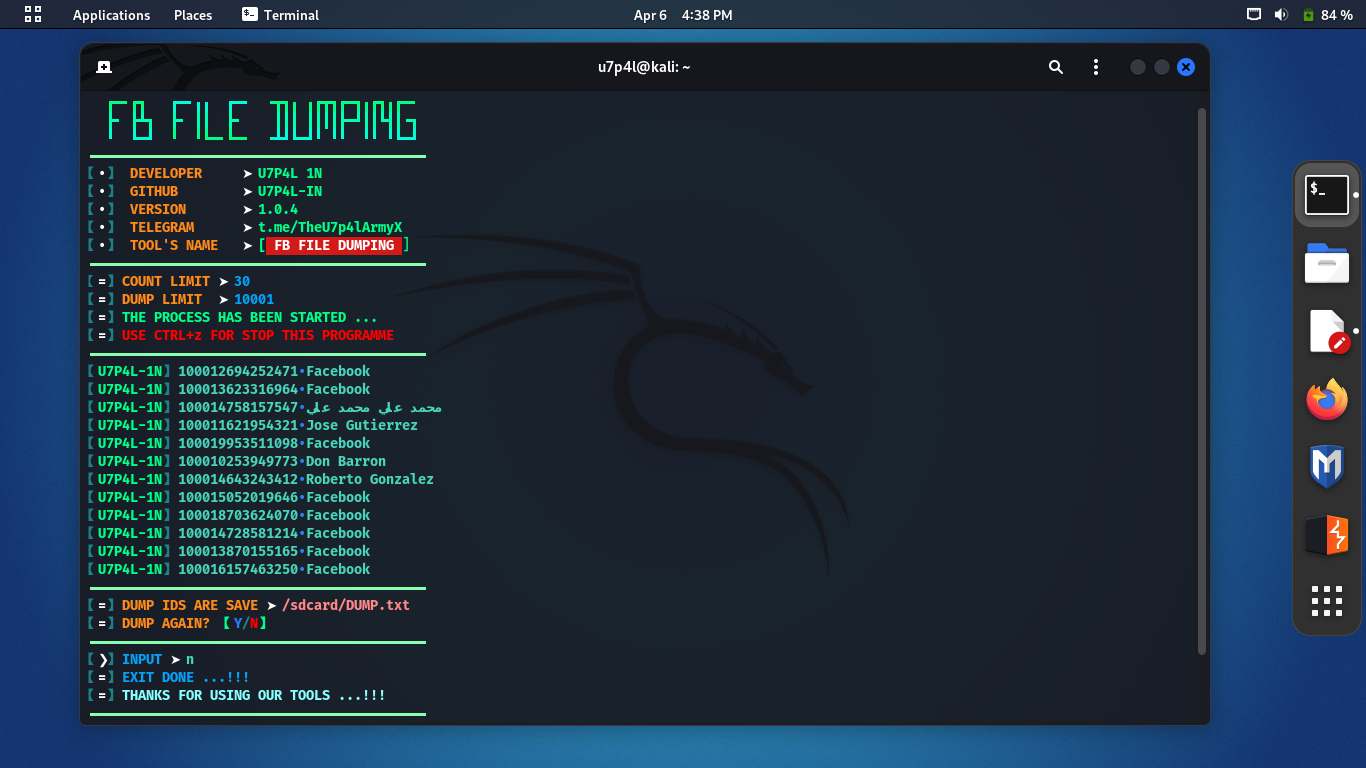 Applications Places Terminal Apr 6 4:38 PM 84 %
u7p4l@kali: ~
FB FILE DUMPING
【•】 DEVELOPER ➤ U7P4L 1N
【•】 GITHUB ➤ U7P4L-IN
【•】 VERSION ➤ 1.0.4
【•】 TELEGRAM ➤ t.me/TheU7p4lArmyX
【•】 TOOL'S NAME ➤ [ FB FILE DUMPING ]
【=】COUNT LIMIT ➤ 30
【=】DUMP LIMIT ➤ 10001
【=】THE PROCESS HAS BEEN STARTED ...
【=】USE CTRL+z FOR STOP THIS PROGRAMME
【U7P4L-1N】100012694252471•Facebook
【U7P4L-1N】100013623316964•Facebook
【U7P4L-1N】100014758157547•محمد علي محمد علي
【U7P4L-1N】100011621954321•Jose Gutierrez
【U7P4L-1N】100019953511098•Facebook
【U7P4L-1N】100010253949773•Don Barron
【U7P4L-1N】100014643243412•Roberto Gonzalez
【U7P4L-1N】100015052019646•Facebook
【U7P4L-1N】100018703624070•Facebook
【U7P4L-1N】100014728581214•Facebook
【U7P4L-1N】100013870155165•Facebook
【U7P4L-1N】100016157463250•Facebook
【=】DUMP IDS ARE SAVE ➤ /sdcard/DUMP.txt
【=】DUMP AGAIN? 【Y/N】
【❯】INPUT ➤ n
【=】EXIT DONE ...!!!
【=】THANKS FOR USING OUR TOOLS ...!!!